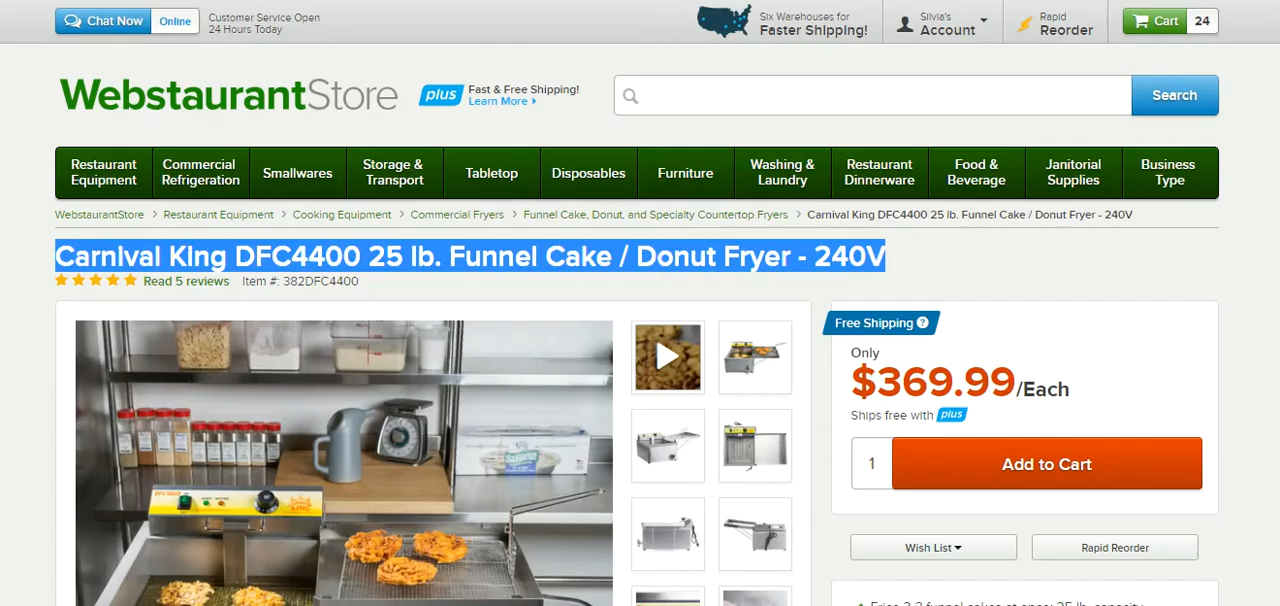 Chat Now Online Customer Service Open
24 Hours Today
Six Warehouses for
Faster Shipping!
Silvia's
Account
Rapid
Reorder
Cart 24
WebstaurantStore
plus Fast & Free Shipping!
Learn More
Search
Restaurant
Equipment
Commercial
Refrigeration
Smallwares
Storage &
Transport
Tabletop
Disposables
Furniture
Washing &
Laundry
Restaurant
Dinnerware
Food &
Beverage
Janitorial
Supplies
Business
Type
WebstaurantStore > Restaurant Equipment > Cooking Equipment > Commercial Fryers > Funnel Cake, Donut, and Specialty Countertop Fryers > Carnival King DFC4400 25 lb. Funnel Cake / Donut Fryer - 240V
Carnival King DFC4400 25 lb. Funnel Cake / Donut Fryer - 240V
Read 5 reviews Item #: 382DFC4400
Free Shipping ?
Only
$369.99/Each
Ships free with plus
1 Add to Cart
Wish List
Rapid Reorder